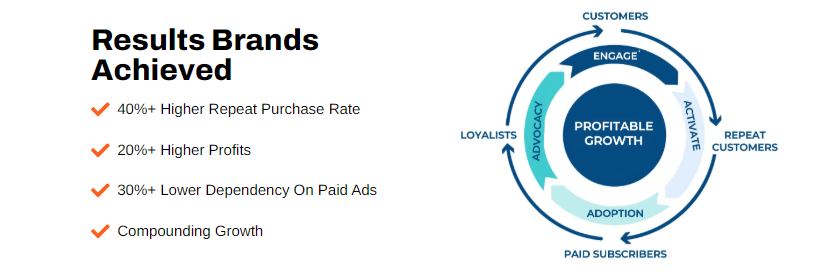 Results Brands
Achieved
40%+ Higher Repeat Purchase Rate
20%+ Higher Profits
30%+ Lower Dependency On Paid Ads
Compounding Growth
CUSTOMERS
ENGAGE
ACTIVATE
REPEAT
CUSTOMERS
ADOPTION
PAID SUBSCRIBERS
ADVOCACY
LOYALISTS
PROFITABLE
GROWTH